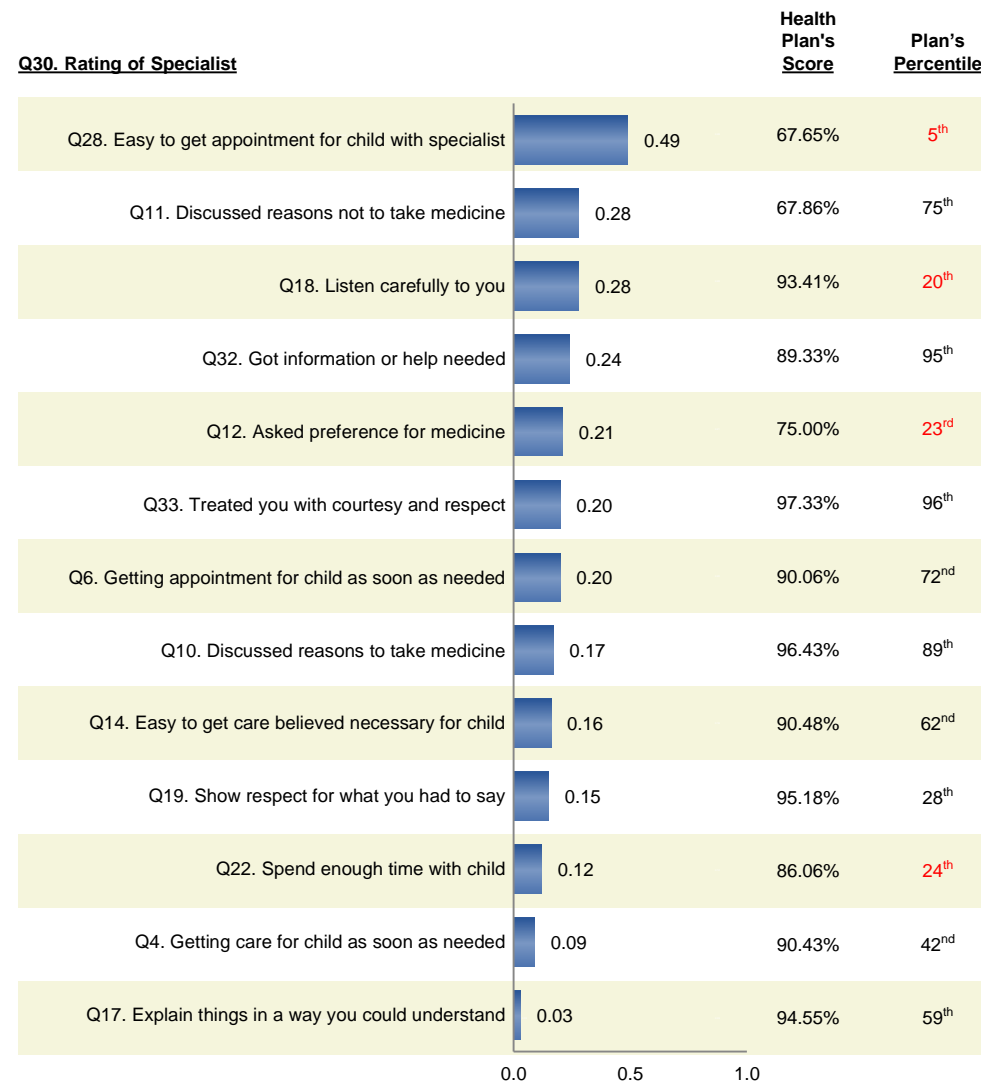 Health
Plan's
Score
Plan’s
Percentile
Q30. Rating of Specialist
Q28. Easy to get appointment for child with specialist 0.49 67.65% 5th
Q11. Discussed reasons not to take medicine 0.28 67.86% 75th
Q18. Listen carefully to you 0.28 93.41% 20th
Q32. Got information or help needed 0.24 89.33% 95th
Q12. Asked preference for medicine 0.21 75.00% 23rd
Q33. Treated you with courtesy and respect 0.20 97.33% 96th
Q6. Getting appointment for child as soon as needed 0.20 90.06% 72nd
Q10. Discussed reasons to take medicine 0.17 96.43% 89th
Q14. Easy to get care believed necessary for child 0.16 90.48% 62nd
Q19. Show respect for what you had to say 0.15 95.18% 28th
Q22. Spend enough time with child 0.12 86.06% 24th
Q4. Getting care for child as soon as needed 0.09 90.43% 42nd
Q17. Explain things in a way you could understand 0.03 94.55% 59th
0.0 0.5 1.0